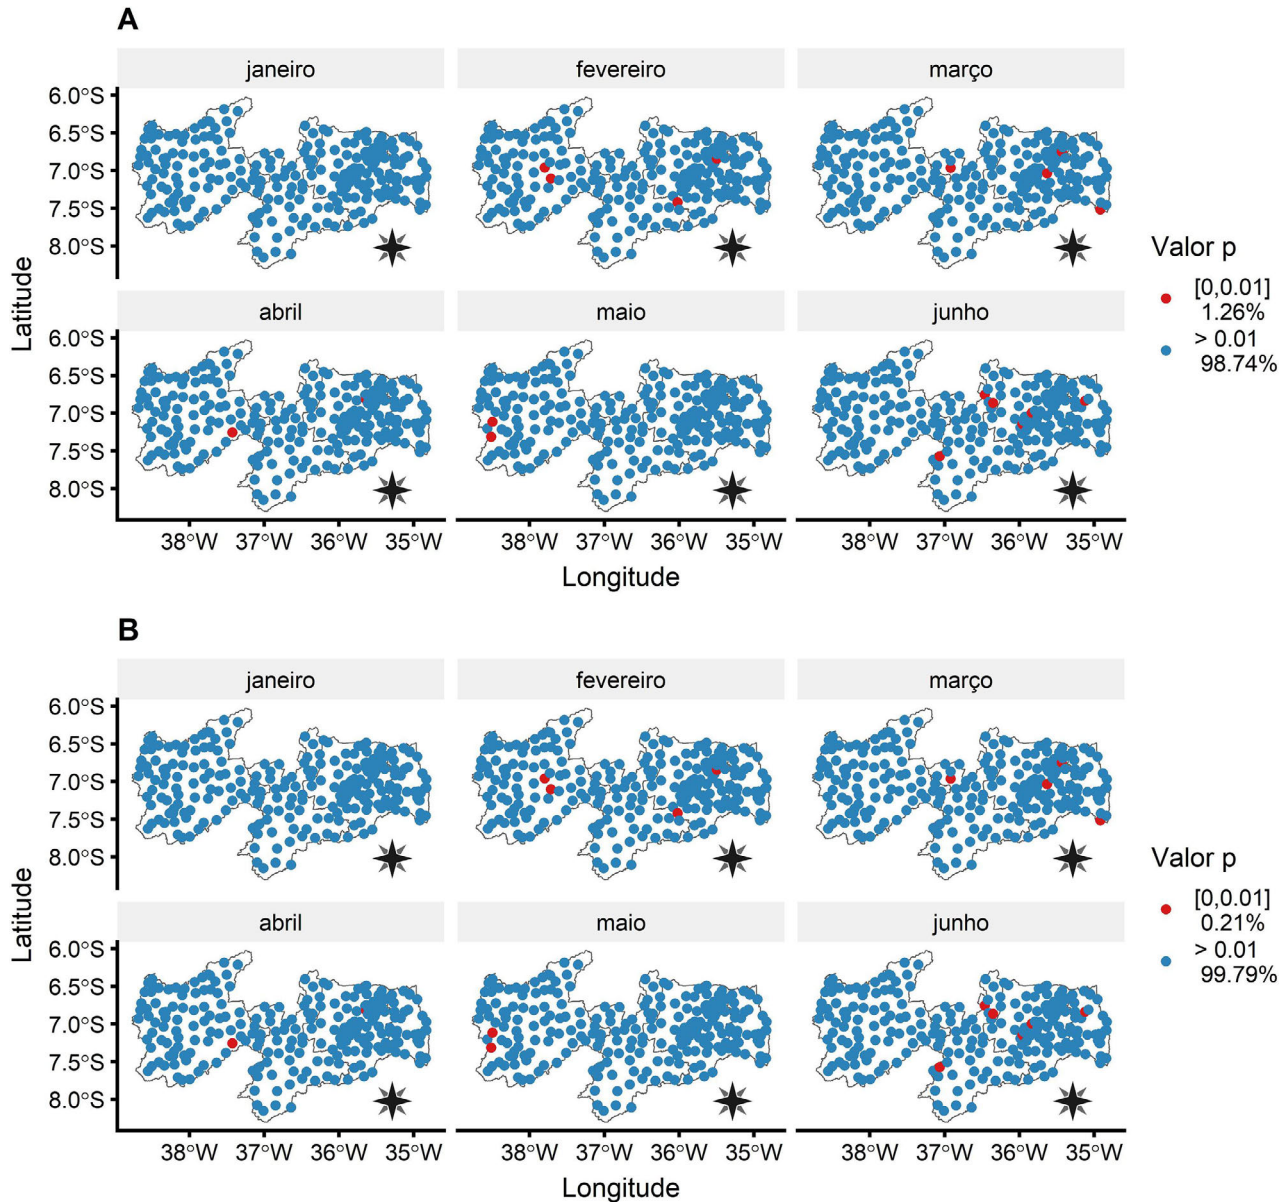 A
janeiro
fevereiro
março
6.0°S
6.5°S
7.0°S
7.5°S
8.0°S
abril
maio
junho
6.0°S
6.5°S
7.0°S
7.5°S
8.0°S
38°W 37°W 36°W 35°W
38°W 37°W 36°W 35°W
38°W 37°W 36°W 35°W
Latitude
Longitude
Valor p
[0,0.01]
1.26%
> 0.01
98.74%
B
janeiro
fevereiro
março
6.0°S
6.5°S
7.0°S
7.5°S
8.0°S
abril
maio
junho
6.0°S
6.5°S
7.0°S
7.5°S
8.0°S
38°W 37°W 36°W 35°W
38°W 37°W 36°W 35°W
38°W 37°W 36°W 35°W
Latitude
Longitude
Valor p
[0,0.01]
0.21%
> 0.01
99.79%